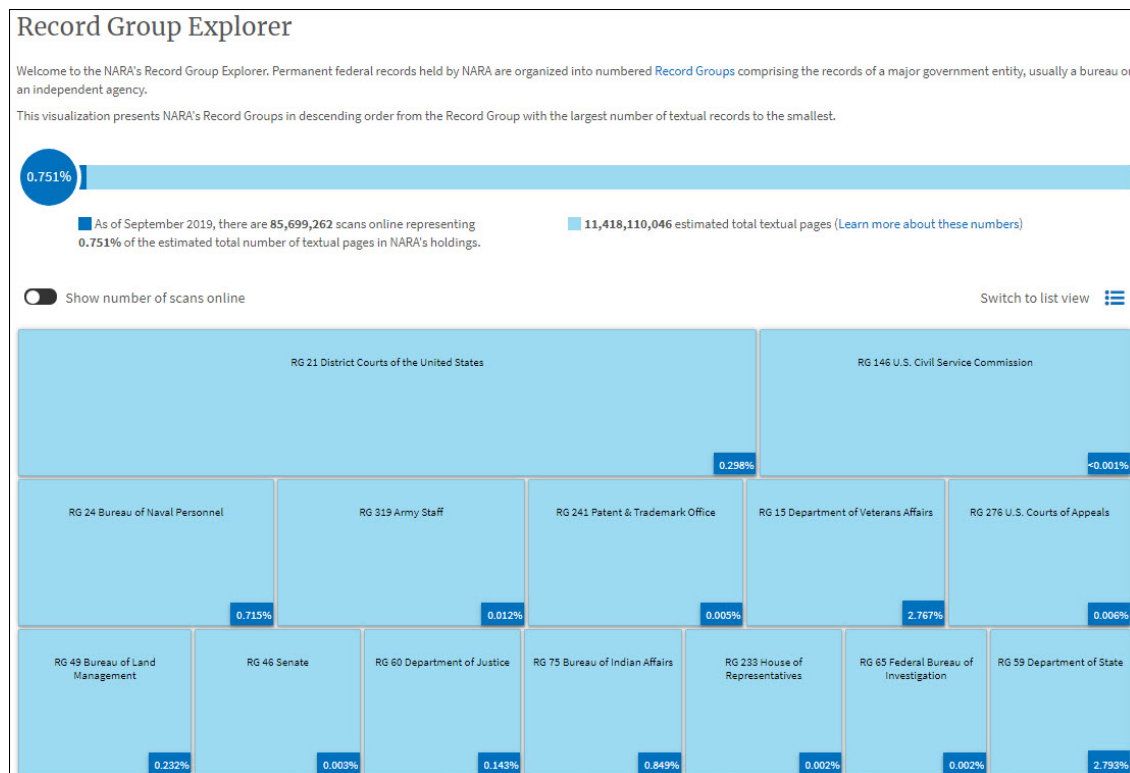 Record Group Explorer
Welcome to the NARA's Record Group Explorer. Permanent federal records held by NARA are organized into numbered Record Groups comprising the records of a major government entity, usually a bureau or
an independent agency.
This visualization presents NARA's Record Groups in descending order from the Record Group with the largest number of textual records to the smallest.
0.751%
As of September 2019, there are 85,699,262 scans online representing
0.751% of the estimated total number of textual pages in NARA's holdings.
11,418,110,046 estimated total textual pages (Learn more about these numbers)
Show number of scans online
Switch to list view
RG 21 District Courts of the United States
0.298%
RG 146 U.S. Civil Service Commission
<0.001%
RG 24 Bureau of Naval Personnel
0.715%
RG 319 Army Staff
0.012%
RG 241 Patent & Trademark Office
0.005%
RG 15 Department of Veterans Affairs
2.767%
RG 276 U.S. Courts of Appeals
0.006%
RG 49 Bureau of Land
Management
0.232%
RG 46 Senate
0.003%
RG 60 Department of Justice
0.143%
RG 75 Bureau of Indian Affairs
0.849%
RG 233 House of
Representatives
0.002%
RG 65 Federal Bureau of
Investigation
0.002%
RG 59 Department of State
2.793%